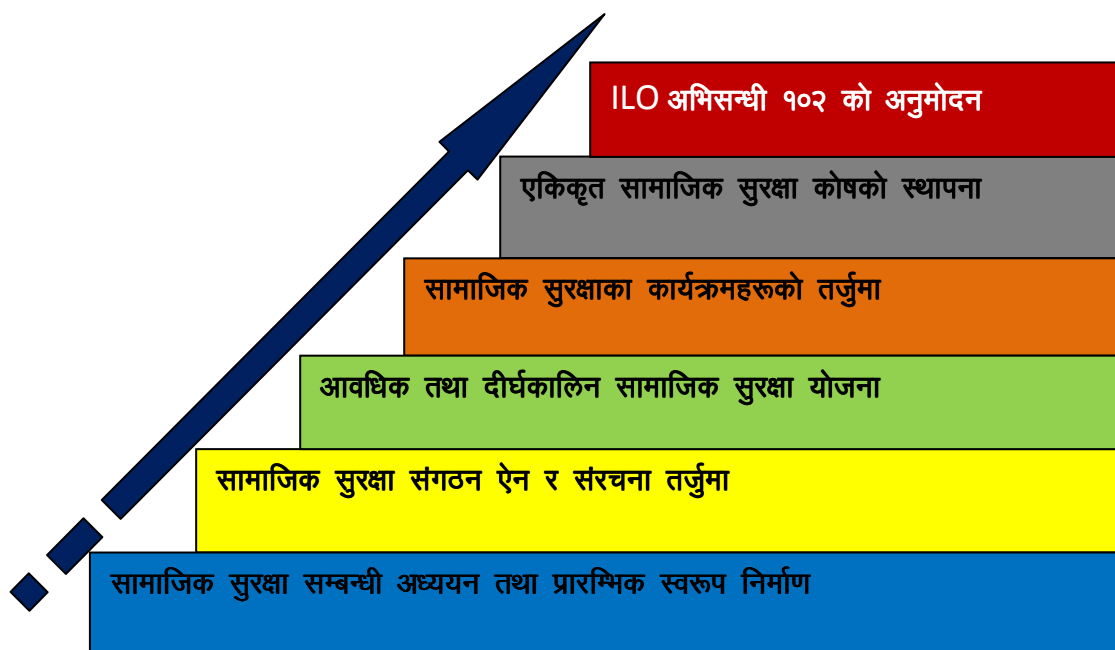 ILO अभिसन्धी १०२ को अनुमोदन
एकिकृत सामाजिक सुरक्षा कोषको स्थापना
सामाजिक सुरक्षाका कार्यक्रमहरूको तर्जुमा
आवधिक तथा दीर्घकालिन सामाजिक सुरक्षा योजना
सामाजिक सुरक्षा संगठन ऐन र संरचना तर्जुमा
सामाजिक सुरक्षा सम्बन्धी अध्ययन तथा प्रारम्भिक स्वरूप निर्माण